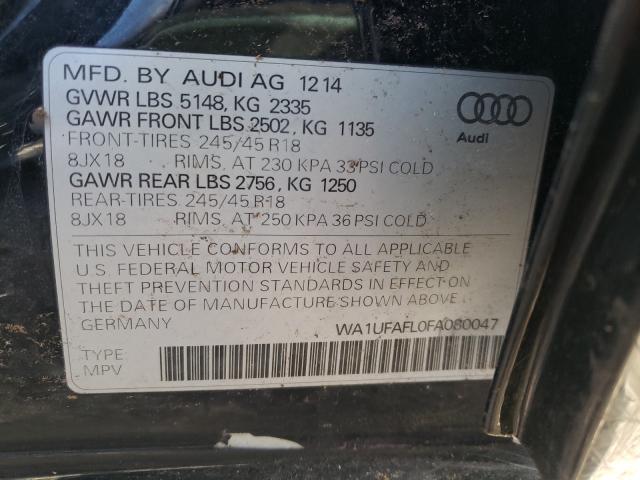 MFD. BY AUDI AG 12 14
GVWR LBS 5148, KG 2335
GAWR FRONT LBS 2502, KG 1135
FRONT-TIRES 245/45 R18
8JX18 RIMS, AT 230 KPA 33 PSI COLD
GAWR REAR LBS 2756, KG 1250
REAR-TIRES 245/45 R18
8JX18 RIMS, AT 250 KPA 36 PSI COLD
Audi
THIS VEHICLE CONFORMS TO ALL APPLICABLE
U.S. FEDERAL MOTOR VEHICLE SAFETY AND
THEFT PREVENTION STANDARDS IN EFFECT ON
THE DATE OF MANUFACTURE SHOWN ABOVE.
GERMANY
WA1UFAFL0FA080047
TYPE:
MPV